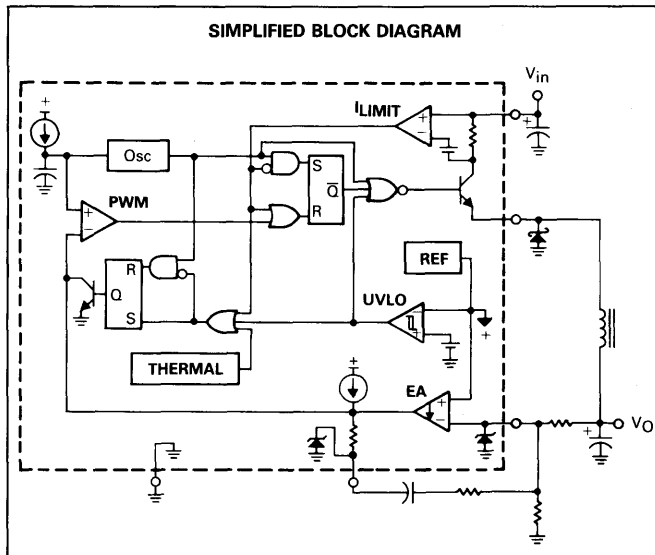 SIMPLIFIED BLOCK DIAGRAM
Vin
+
+
ILIMIT
+
−
Osc
S
Q̅
R
PWM
+
−
REF
R
Q
S
UVLO
−
+
+
THERMAL
+
EA
+
−
VO
+